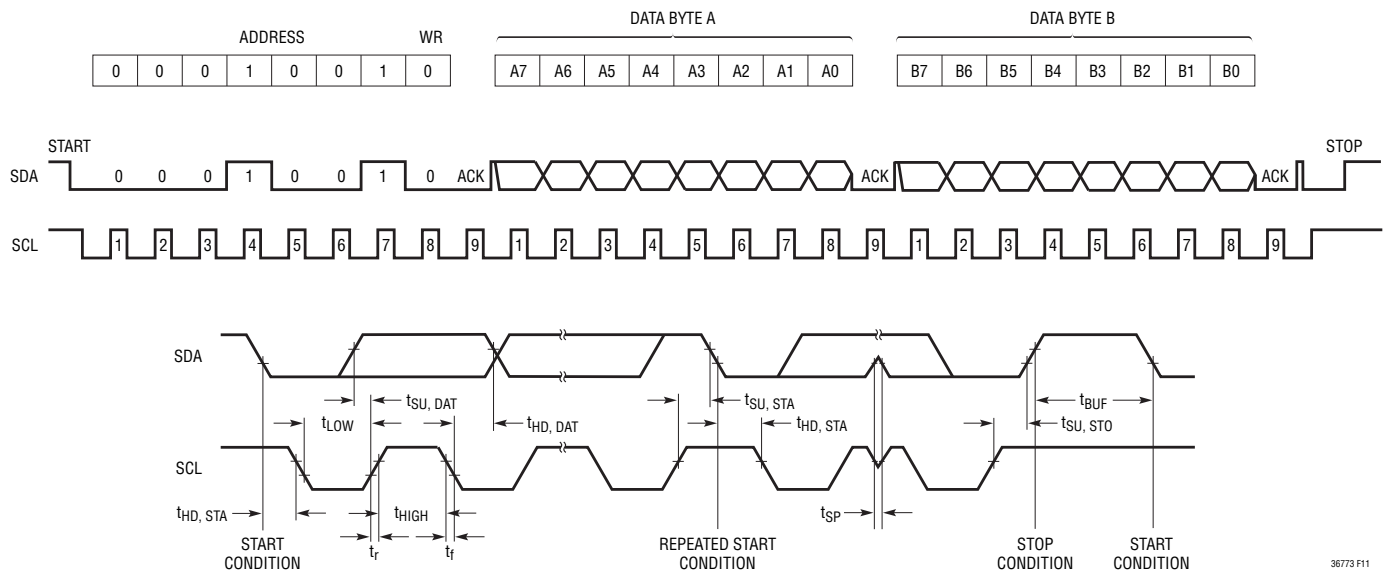 DATA BYTE A DATA BYTE B
ADDRESS WR
0 0 0 1 0 0 1 0 A7 A6 A5 A4 A3 A2 A1 A0 B7 B6 B5 B4 B3 B2 B1 B0
START STOP
SDA 0 0 0 1 0 0 1 0 ACK ACK ACK
SCL 1 2 3 4 5 6 7 8 9 1 2 3 4 5 6 7 8 9 1 2 3 4 5 6 7 8 9
SDA
tSU, DAT tSU, STA tBUF
tLOW tHD, DAT tHD, STA tSU, STO
SCL
tHD, STA tr tHIGH tf tSP
START CONDITION REPEATED START CONDITION STOP CONDITION START CONDITION
36773 F11